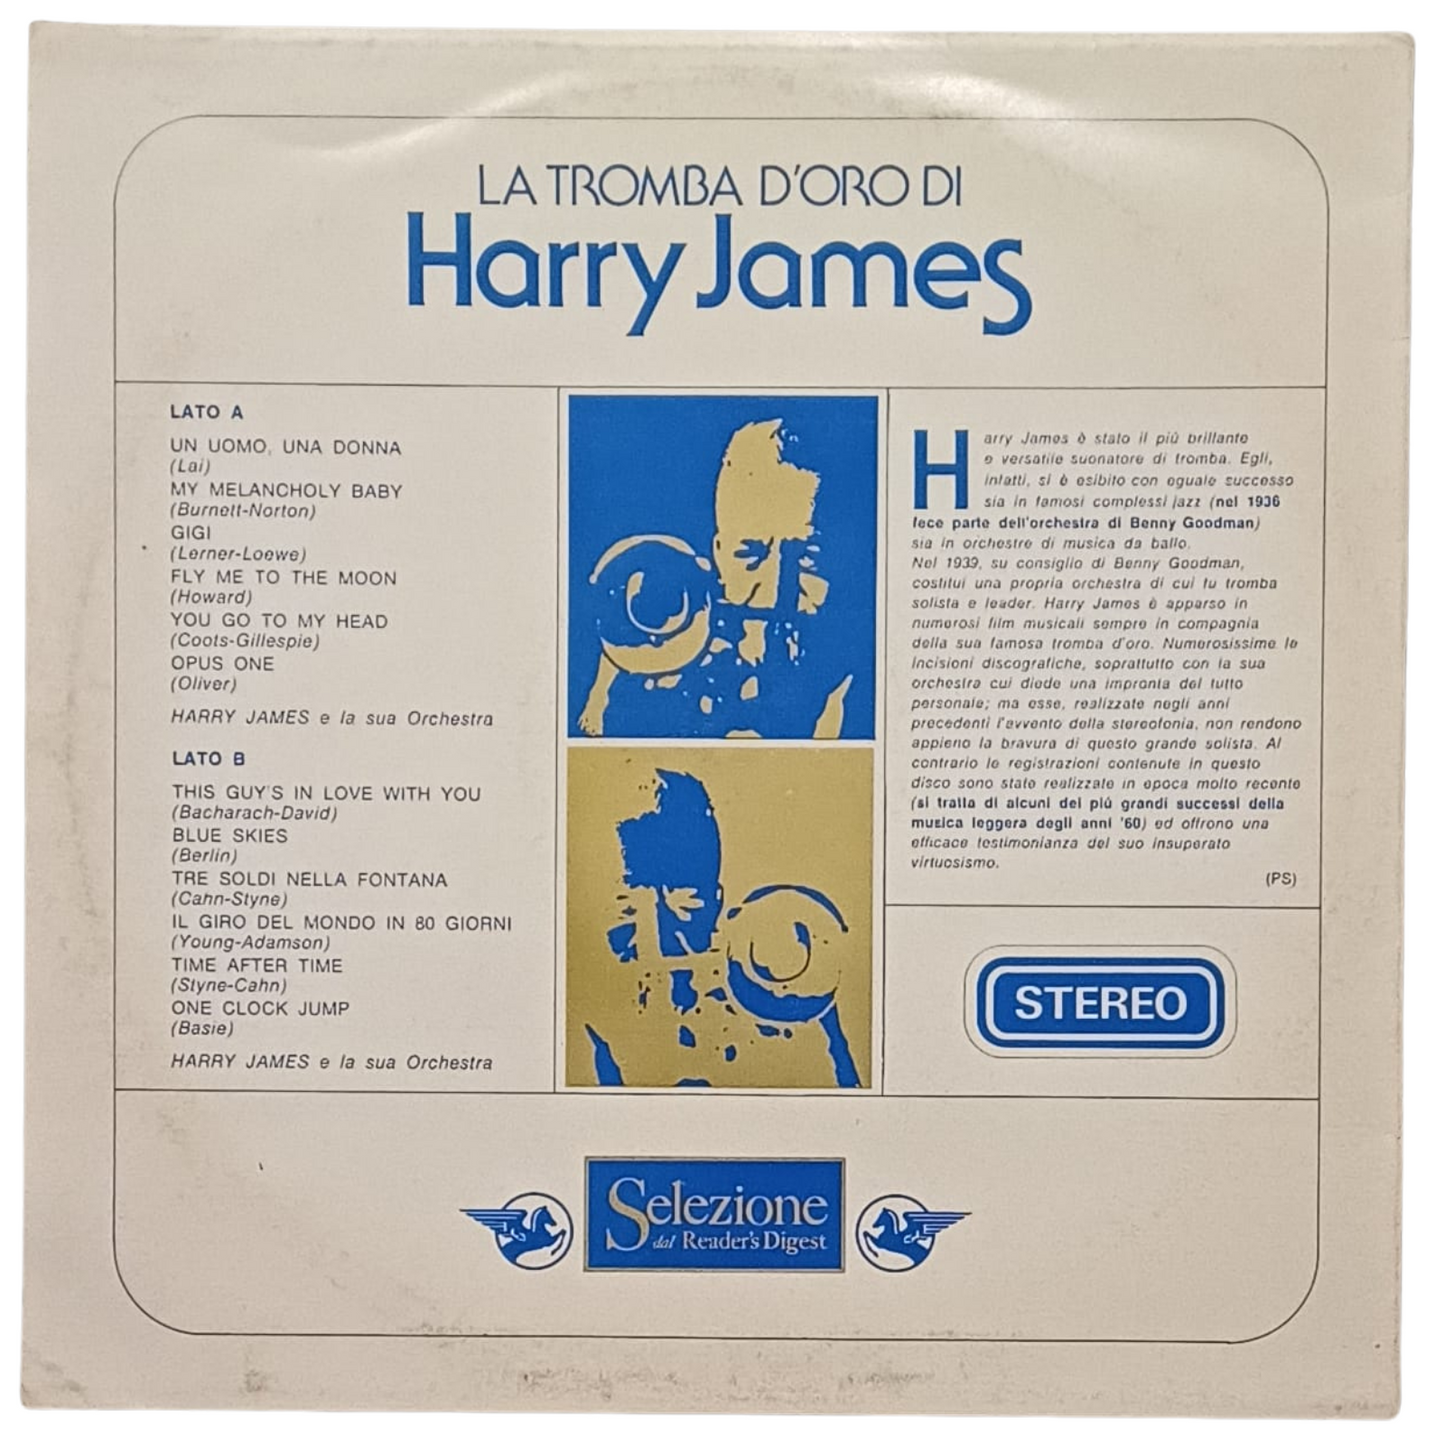 LA TROMBA D'ORO DI
Harry James
LATO A
UN UOMO, UNA DONNA
(Lai)
MY MELANCHOLY BABY
(Burnett-Norton)
GIGI
(Lerner-Loewe)
FLY ME TO THE MOON
(Howard)
YOU GO TO MY HEAD
(Coots-Gillespie)
OPUS ONE
(Oliver)
HARRY JAMES e la sua Orchestra
LATO B
THIS GUY'S IN LOVE WITH YOU
(Bacharach-David)
BLUE SKIES
(Berlin)
TRE SOLDI NELLA FONTANA
(Cahn-Styne)
IL GIRO DEL MONDO IN 80 GIORNI
(Young-Adamson)
TIME AFTER TIME
(Styne-Cahn)
ONE CLOCK JUMP
(Basie)
HARRY JAMES e la sua Orchestra
Harry James è stato il più brillante
e versatile suonatore di tromba. Egli,
infatti, si è esibito con eguale successo
sia in famosi complessi jazz (nel 1936
fece parte dell'orchestra di Benny Goodman)
sia in orchestre di musica da ballo.
Nel 1939, su consiglio di Benny Goodman,
costituì una propria orchestra di cui fu tromba
solista e leader. Harry James è apparso in
numerosi film musicali sempre in compagnia
della sua famosa tromba d'oro. Numerosissime le
incisioni discografiche, soprattutto con la sua
orchestra cui diede una impronta del tutto
personale; ma esse, realizzate negli anni
precedenti l'avvento della stereofonia, non rendono
appieno la bravura di questo grande solista. Al
contrario le registrazioni contenute in questo
disco sono state realizzate in epoca molto recente
(si tratta di alcuni dei più grandi successi della
musica leggera degli anni '60) ed offrono una
efficace testimonianza del suo insuperato
virtuosismo.
(PS)
STEREO
Selezione
dal Reader's Digest